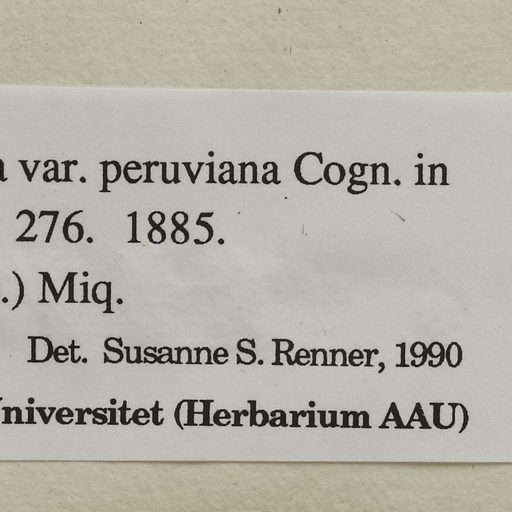 var. peruviana Cogn. in
276. 1885.
.) Miq.
Det. Susanne S. Renner, 1990
Universitet (Herbarium AAU)